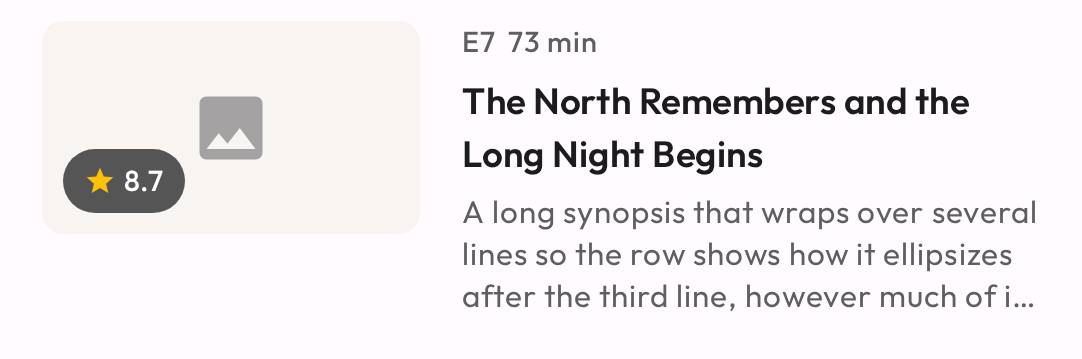 E7 73 min
The North Remembers and the
Long Night Begins
8.7
A long synopsis that wraps over several
lines so the row shows how it ellipsizes
after the third line, however much of i…